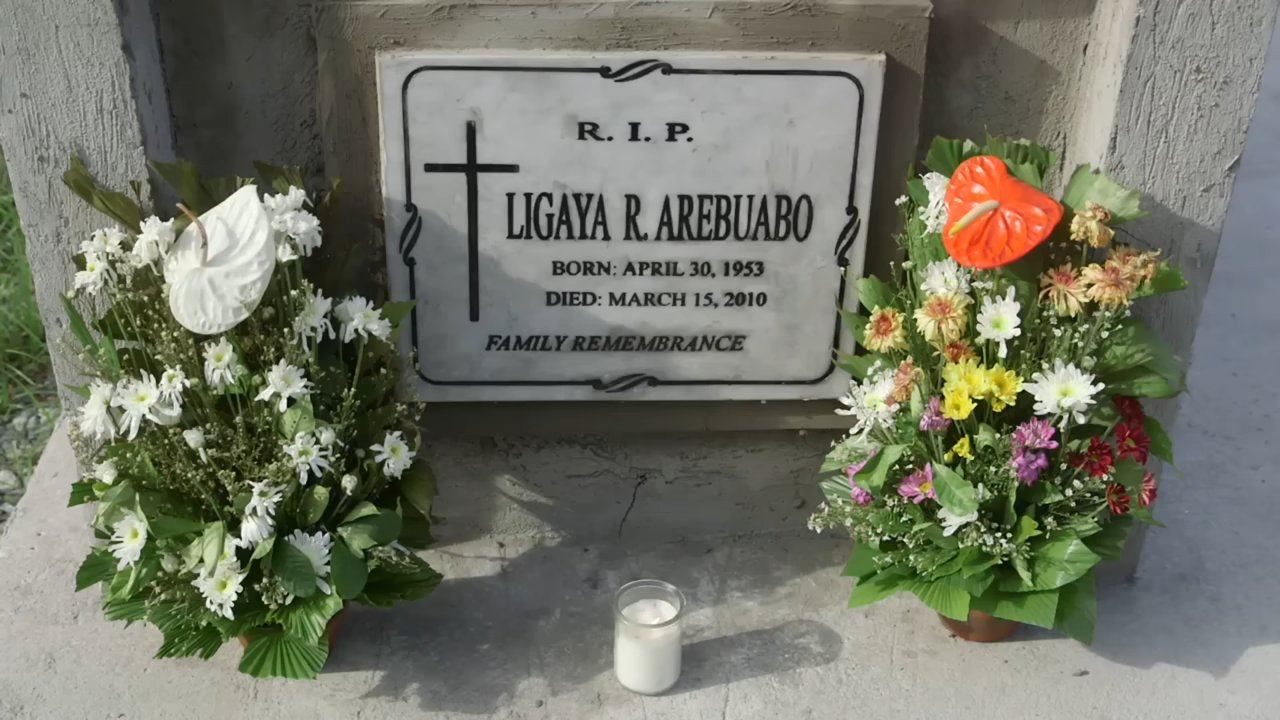 R. I. P.
LIGAYA R. AREBUABO
BORN: APRIL 30, 1953
DIED: MARCH 15, 2010
FAMILY REMEMBRANCE